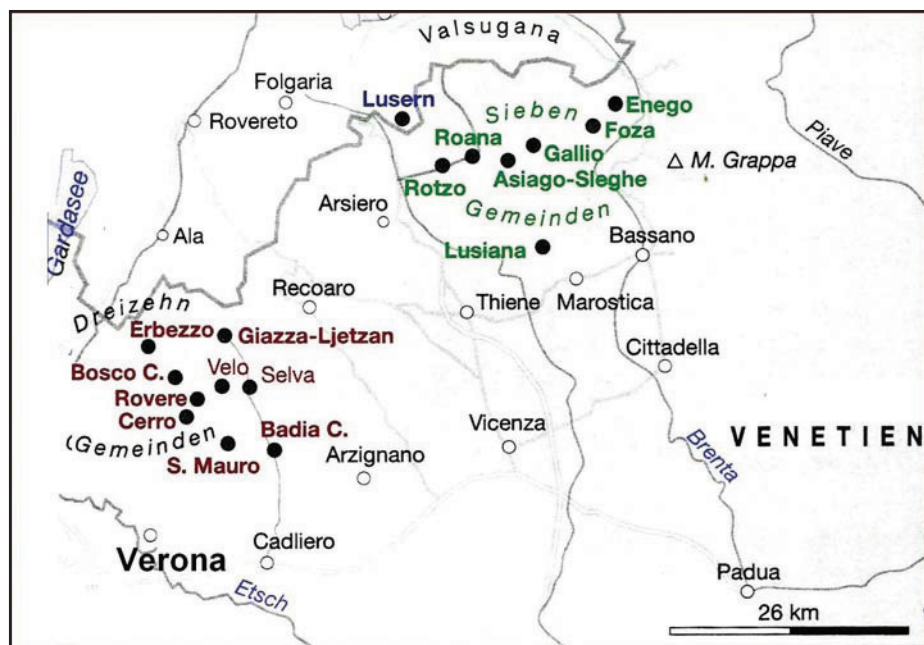 Valsugana
Folgaria
Lusern
Sieben
Enego
Rovereto
Foza
Piave
Roana
Gallio
△ M. Grappa
Rotzo
Asiago-Sleghe
Gardasee
Arsiero
Gemeinden
Ala
Lusiana
Bassano
Recoaro
Dreizehn
Thiene
Marostica
Erbezzo
Giazza-Ljetzan
Cittadella
Bosco C.
Velo
Selva
Rovere
Cerro
Badia C.
Vicenza
VENETIEN
(Gemeinden
S. Mauro
Arzignano
Brenta
Verona
Cadliero
Etsch
Padua
26 km